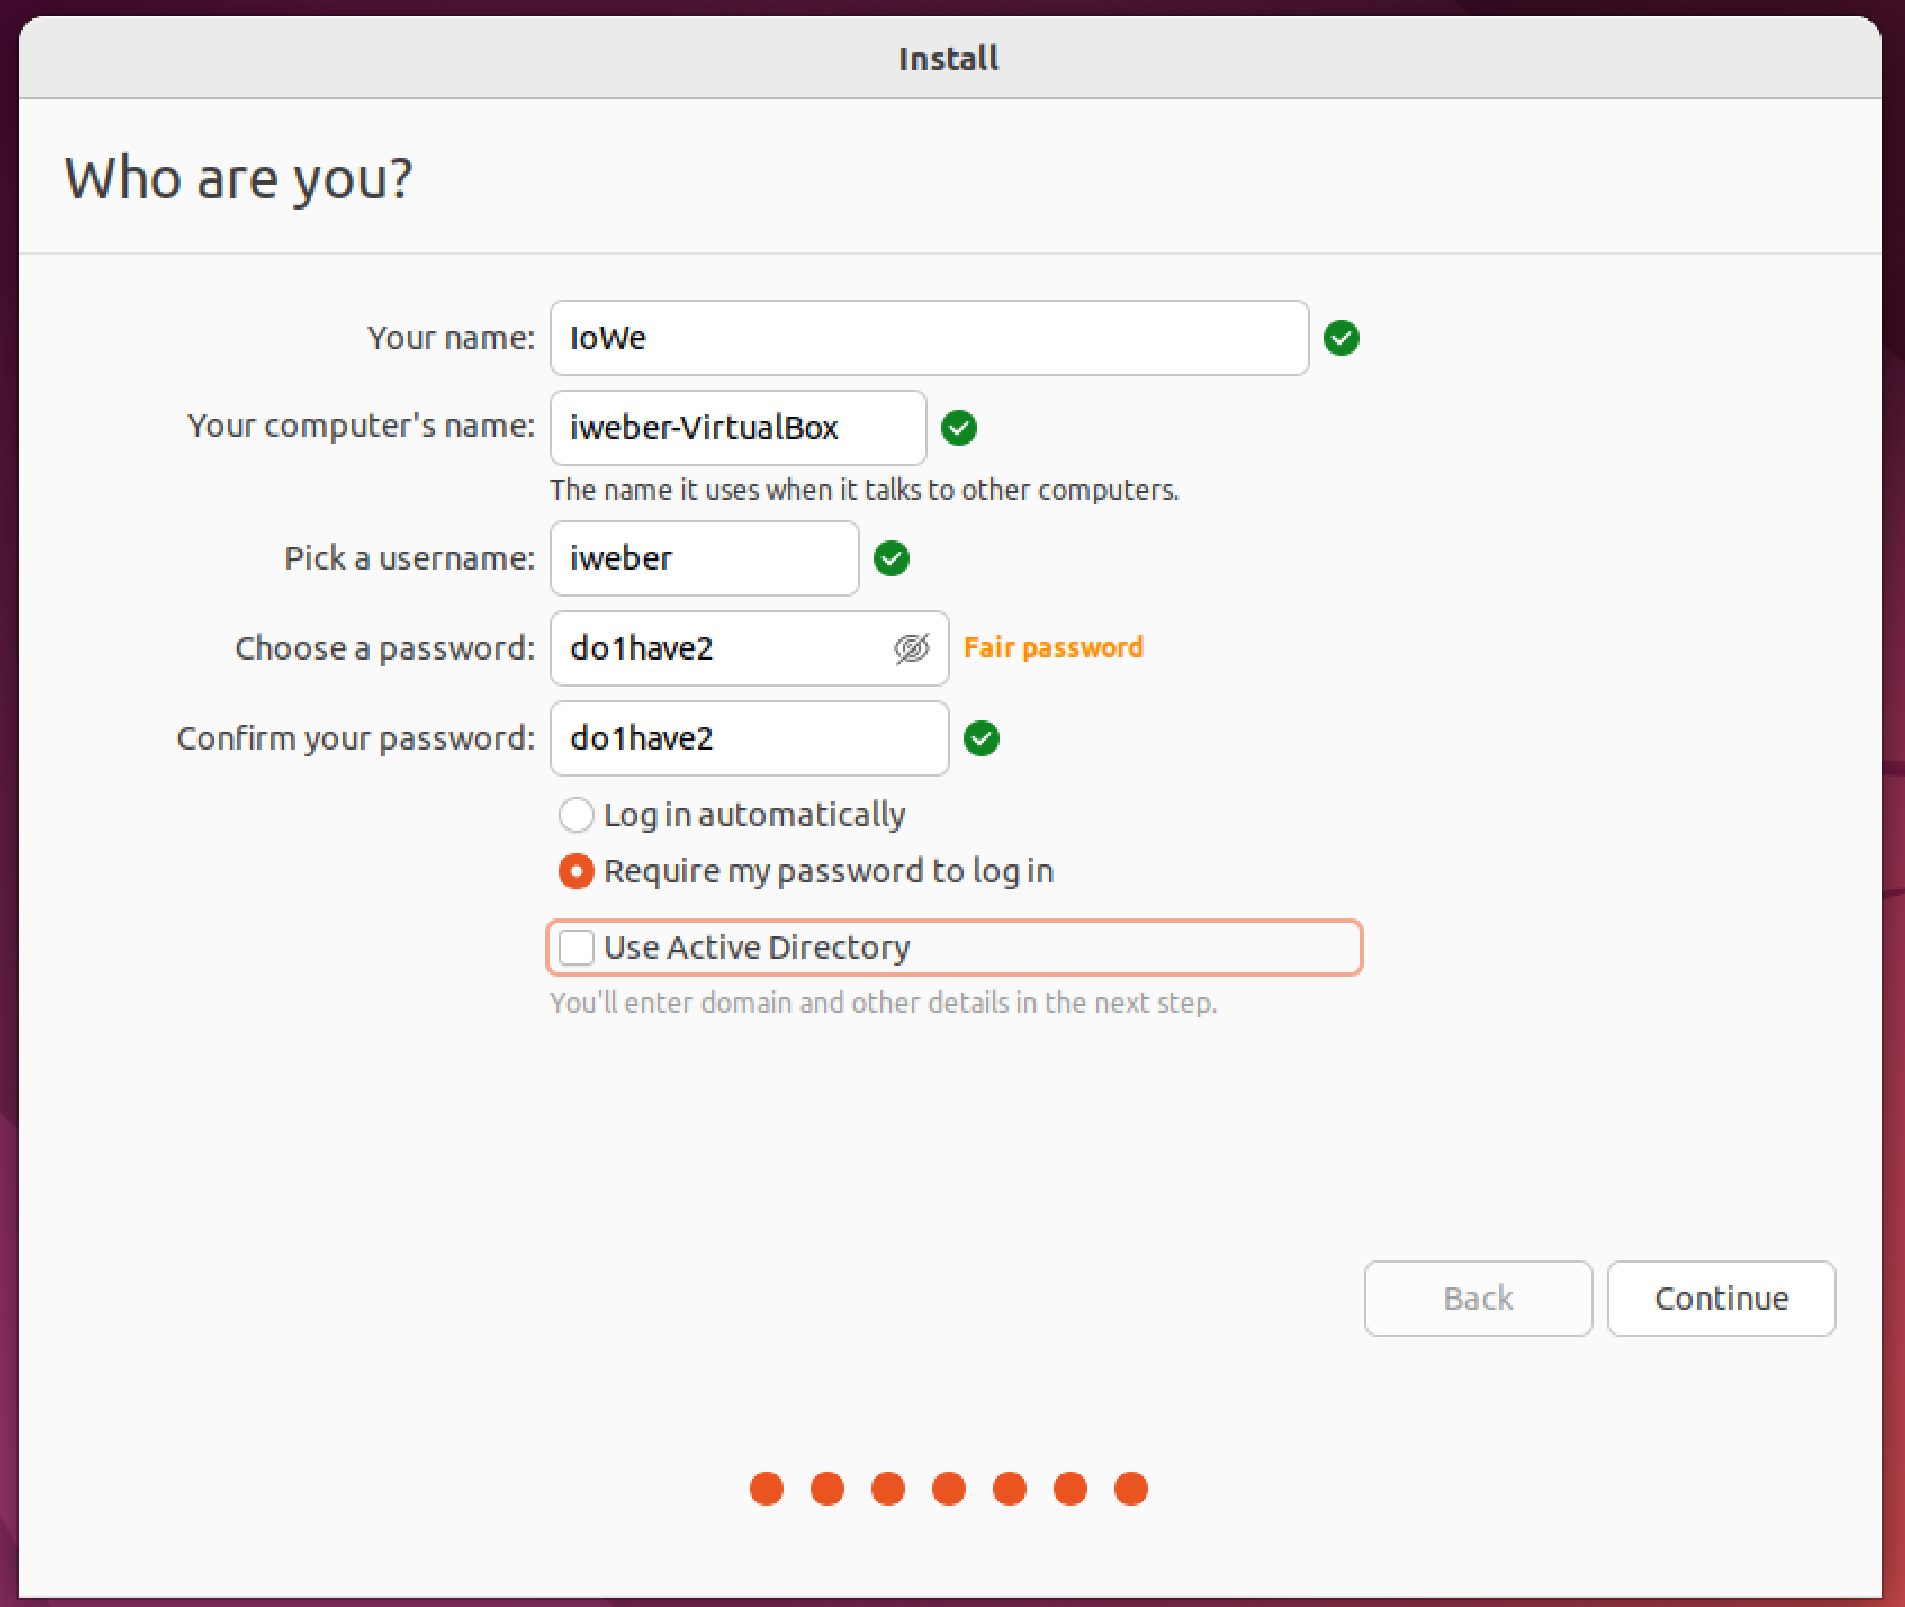 Install
Who are you?
Your name: IoWe
Your computer's name: iweber-VirtualBox
The name it uses when it talks to other computers.
Pick a username: iweber
Choose a password: do1have2 Fair password
Confirm your password: do1have2
Log in automatically
Require my password to log in
Use Active Directory
You'll enter domain and other details in the next step.
Back Continue